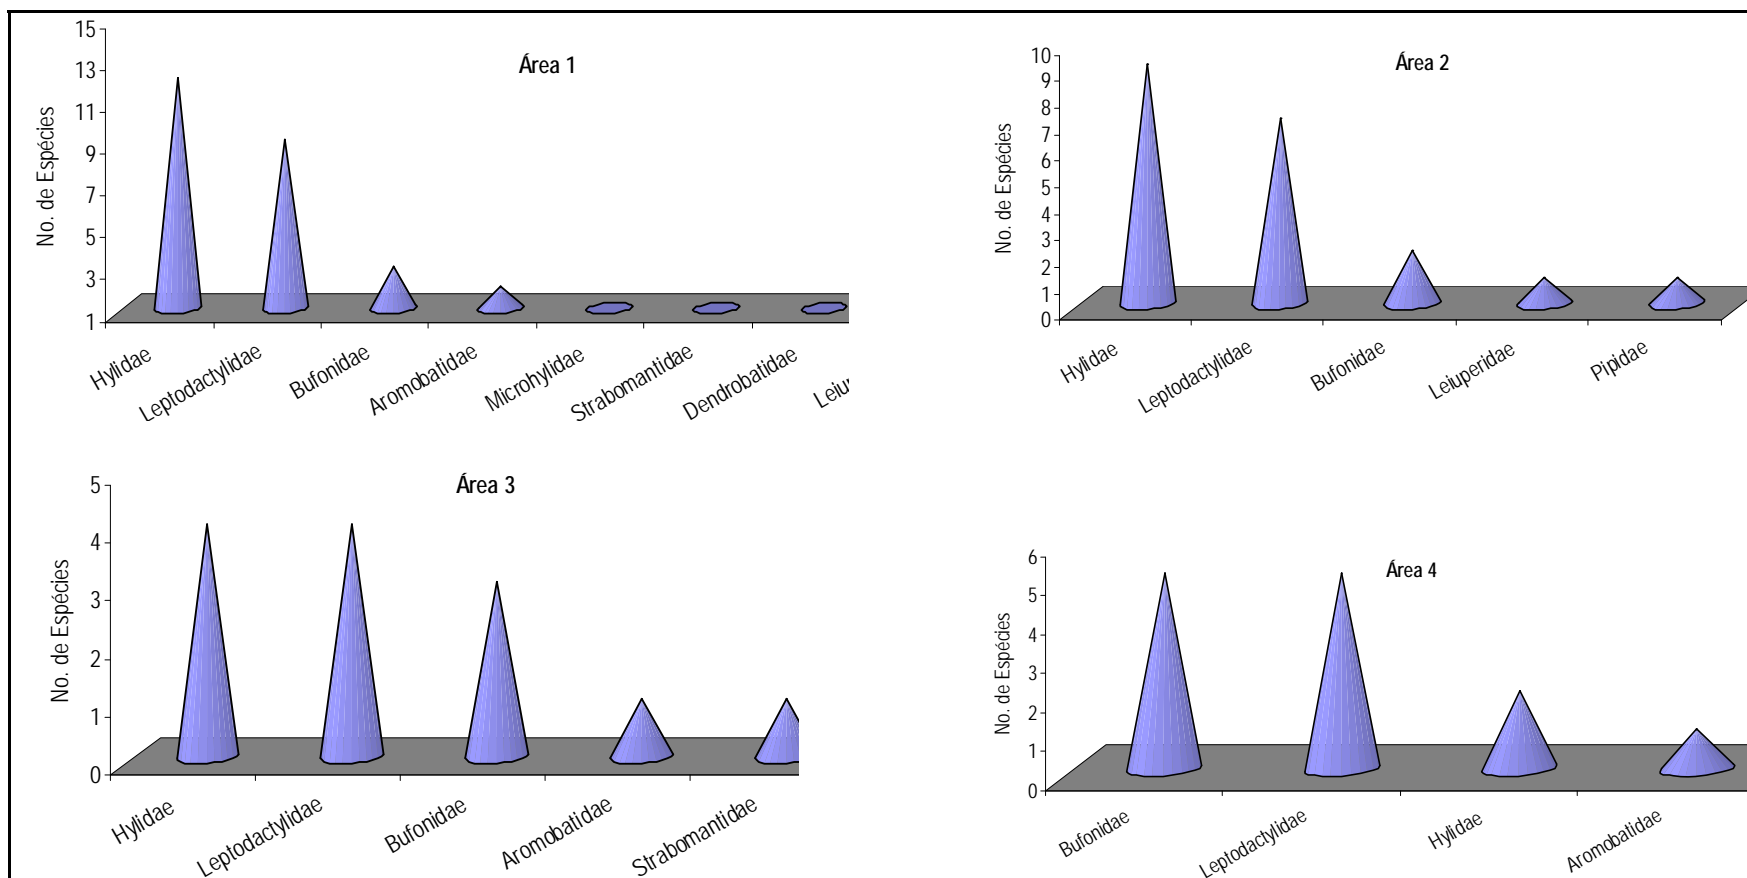 Área 1
No. de Espécies
15
13
11
9
7
5
3
1
Hylidae
Leptodactylidae
Bufonidae
Aromobatidae
Microhylidae
Strabomantidae
Dendrobatidae
Leiu
Área 2
No. de Espécies
10
9
8
7
6
5
4
3
2
1
0
Hylidae
Leptodactylidae
Bufonidae
Leiuperidae
Pipidae
Área 3
No. de Espécies
5
4
3
2
1
0
Hylidae
Leptodactylidae
Bufonidae
Aromobatidae
Strabomantidae
Área 4
No. de Espécies
6
5
4
3
2
1
0
Bufonidae
Leptodactylidae
Hylidae
Aromobatidae